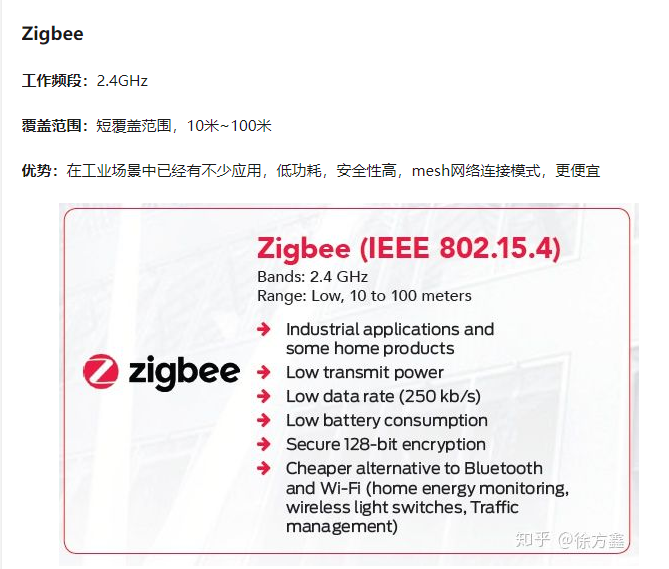 Zigbee
工作频段：2.4GHz
覆盖范围：短覆盖范围，10米~100米
优势：在工业场景中已经有不少应用，低功耗，安全性高，mesh网络连接模式，更便宜
Zigbee (IEEE 802.15.4)
Bands: 2.4 GHz
Range: Low, 10 to 100 meters
Industrial applications and
some home products
Low transmit power
zigbee
Low data rate (250 kb/s)
Low battery consumption
Secure 128-bit encryption
Cheaper alternative to Bluetooth
and Wi-Fi (home energy monitoring,
wireless light switches, Traffic
management)
知乎 @徐方鑫